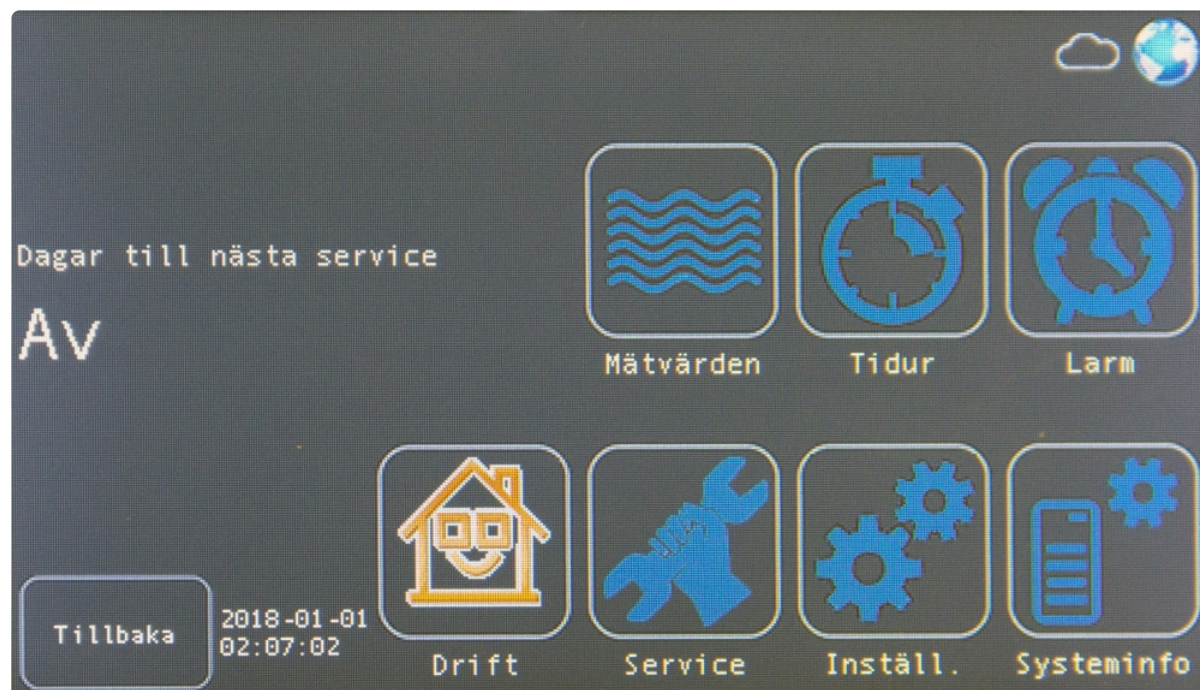 Dagar till nästa service
Av
Mätvärden
Tidur
Larm
Tillbaka
2018-01-01
02:07:02
Drift
Service
Inställ.
Systeminfo